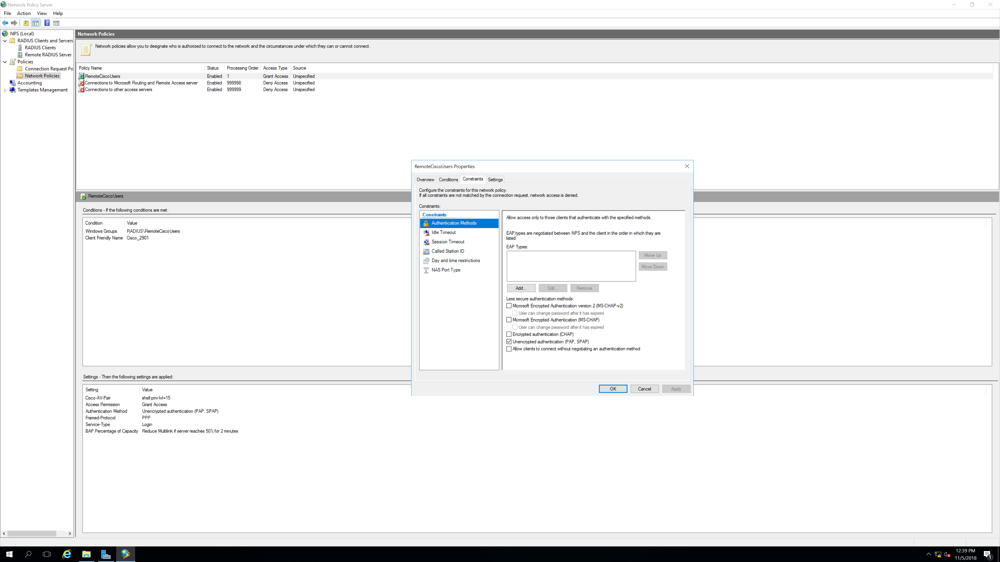 Network Policy Server
File Action View Help
NPS (Local)
RADIUS Clients and Servers
RADIUS Clients
Remote RADIUS Server
Policies
Connection Request Po
Network Policies
Accounting
Templates Management
Network Policies
Network policies allow you to designate who is authorized to connect to the network and the circumstances under which they can or cannot connect.
Policy Name Status Processing Order Access Type Source
RemoteCiscoUsers Enabled 1 Grant Access Unspecified
Connections to Microsoft Routing and Remote Access server Enabled 999998 Deny Access Unspecified
Connections to other access servers Enabled 999999 Deny Access Unspecified
RemoteCiscoUsers
Conditions - If the following conditions are met:
Condition Value
Windows Groups RADIUS\RemoteCiscoUsers
Client Friendly Name Cisco_2901
Settings - Then the following settings are applied:
Setting Value
Cisco-AV-Pair shell:priv-lvl=15
Access Permission Grant Access
Authentication Method Unencrypted authentication (PAP, SPAP)
Framed-Protocol PPP
Service-Type Login
BAP Percentage of Capacity Reduce Multilink if server reaches 50% for 2 minutes
RemoteCiscoUsers Properties
Overview Conditions Constraints Settings
Configure the constraints for this network policy.
If all constraints are not matched by the connection request, network access is denied.
Constraints:
Constraints
Authentication Methods
Idle Timeout
Session Timeout
Called Station ID
Day and time restrictions
NAS Port Type
Allow access only to those clients that authenticate with the specified methods.
EAP types are negotiated between NPS and the client in the order in which they are
listed.
EAP Types:
Move Up
Move Down
Add... Edit... Remove
Less secure authentication methods:
Microsoft Encrypted Authentication version 2 (MS-CHAP-v2)
User can change password after it has expired
Microsoft Encrypted Authentication (MS-CHAP)
User can change password after it has expired
Encrypted authentication (CHAP)
Unencrypted authentication (PAP, SPAP)
Allow clients to connect without negotiating an authentication method
OK Cancel Apply
12:39 PM
11/5/2018
1